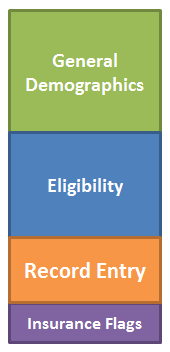 General
Demographics
Eligibility
Record Entry
Insurance Flags